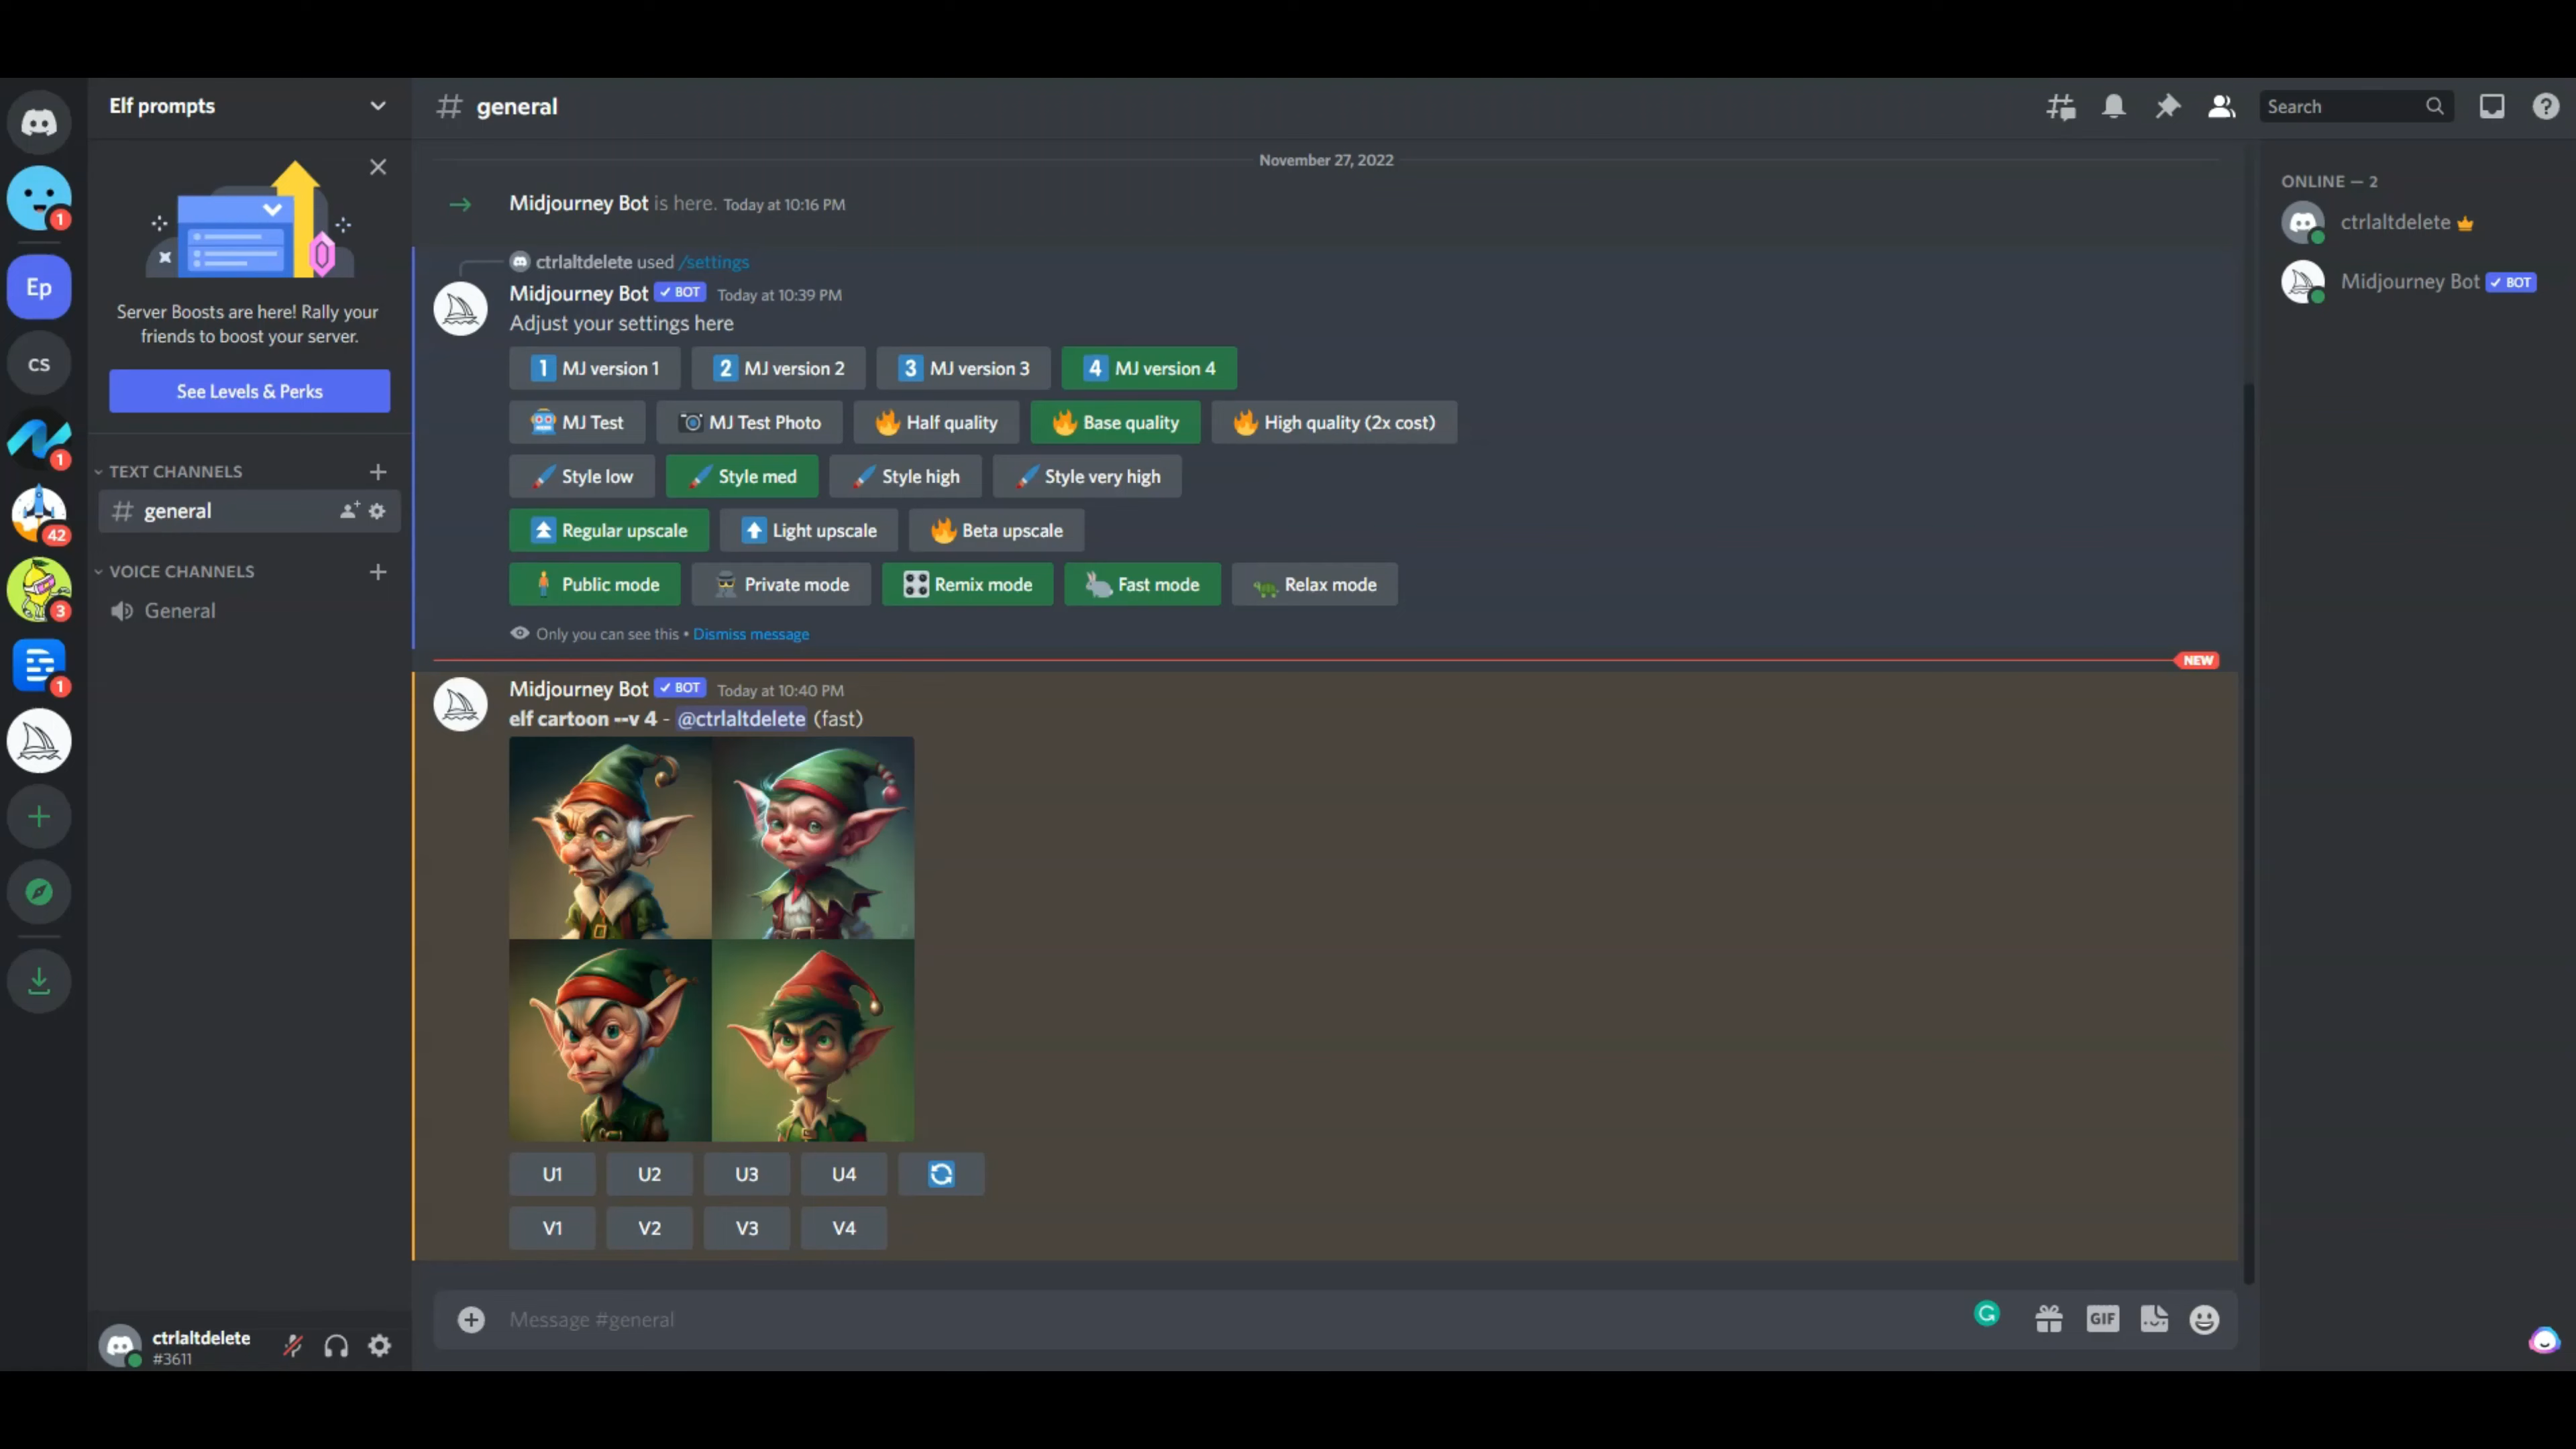 Elf prompts
Server Boosts are here! Rally your
friends to boost your server.
See Levels & Perks
TEXT CHANNELS
general
VOICE CHANNELS
General
1
Ep
cs
1
42
3
1
ctrlaltdelete
#3611
# general
Search
November 27, 2022
Midjourney Bot is here. Today at 10:16 PM
ctrlaltdelete used /settings
Midjourney Bot ✓ BOT Today at 10:39 PM
Adjust your settings here
1 MJ version 1 2 MJ version 2 3 MJ version 3 4 MJ version 4
MJ Test MJ Test Photo Half quality Base quality High quality (2x cost)
Style low Style med Style high Style very high
Regular upscale Light upscale Beta upscale
Public mode Private mode Remix mode Fast mode Relax mode
Only you can see this • Dismiss message
NEW
Midjourney Bot ✓ BOT Today at 10:40 PM
elf cartoon --v 4 - @ctrlaltdelete (fast)
U1 U2 U3 U4
V1 V2 V3 V4
Message #general
GIF
ONLINE — 2
ctrlaltdelete
Midjourney Bot ✓ BOT